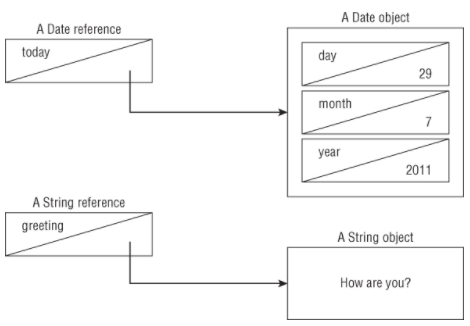 A Date reference
today
A Date object
day
29
month
7
year
2011
A String reference
greeting
A String object
How are you?